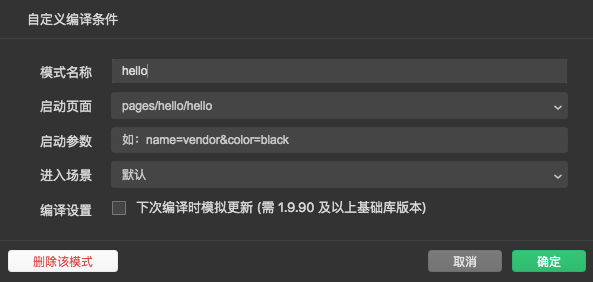 自定义编译条件
模式名称 hello
启动页面 pages/hello/hello
启动参数 如：name=vendor&color=black
进入场景 默认
编译设置 下次编译时模拟更新 (需 1.9.90 及以上基础库版本)
删除该模式 取消 确定